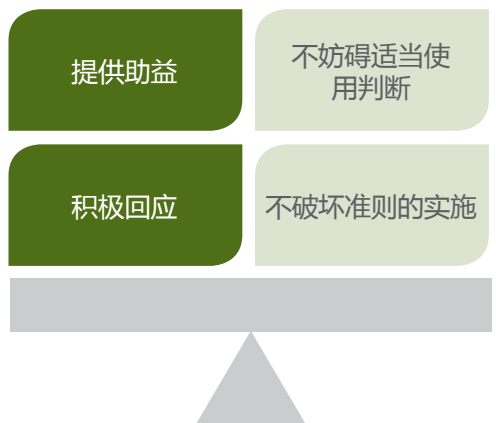 提供助益
不妨碍适当使
用判断
积极回应
不破坏准则的实施